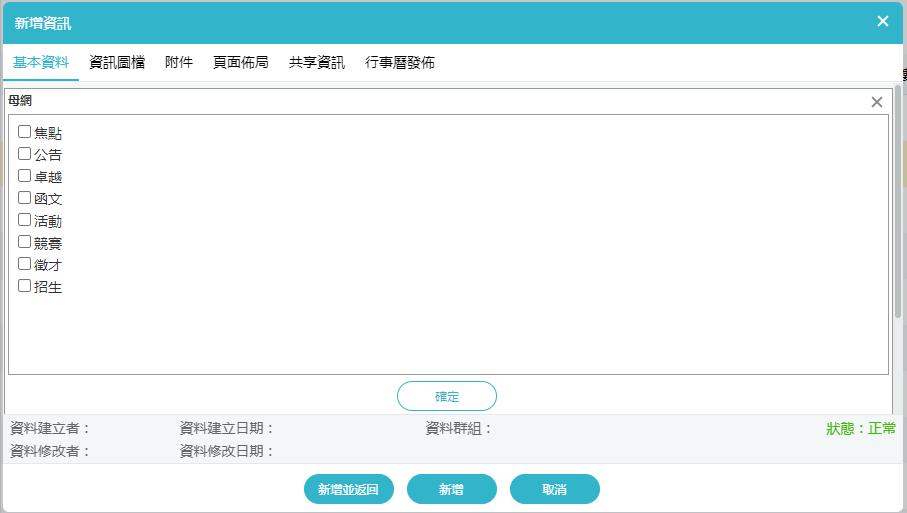 新增資訊
基本資料 資訊圖檔 附件 頁面佈局 共享資訊 行事曆發佈
母網
焦點
公告
卓越
函文
活動
競賽
徵才
招生
確定
資料建立者： 資料建立日期： 資料群組： 狀態：正常
資料修改者： 資料修改日期：
新增並返回 新增 取消